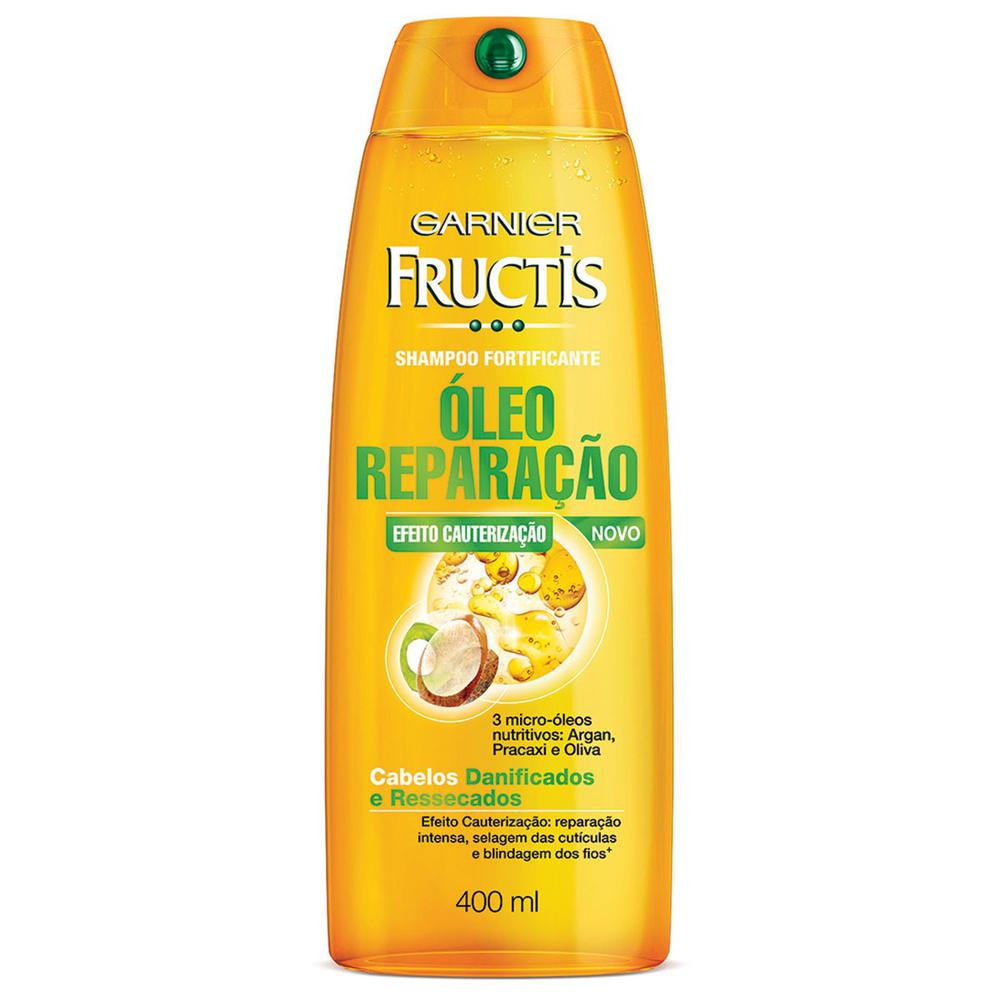 GARNIER
FRUCTIS
SHAMPOO FORTIFICANTE
ÓLEO
REPARAÇÃO
EFEITO CAUTERIZAÇÃO NOVO
3 micro-óleos
nutritivos: Argan,
Pracaxi e Oliva
Cabelos Danificados
e Ressecados
Efeito Cauterização: reparação
intensa, selagem das cutículas
e blindagem dos fios⁺
400 ml